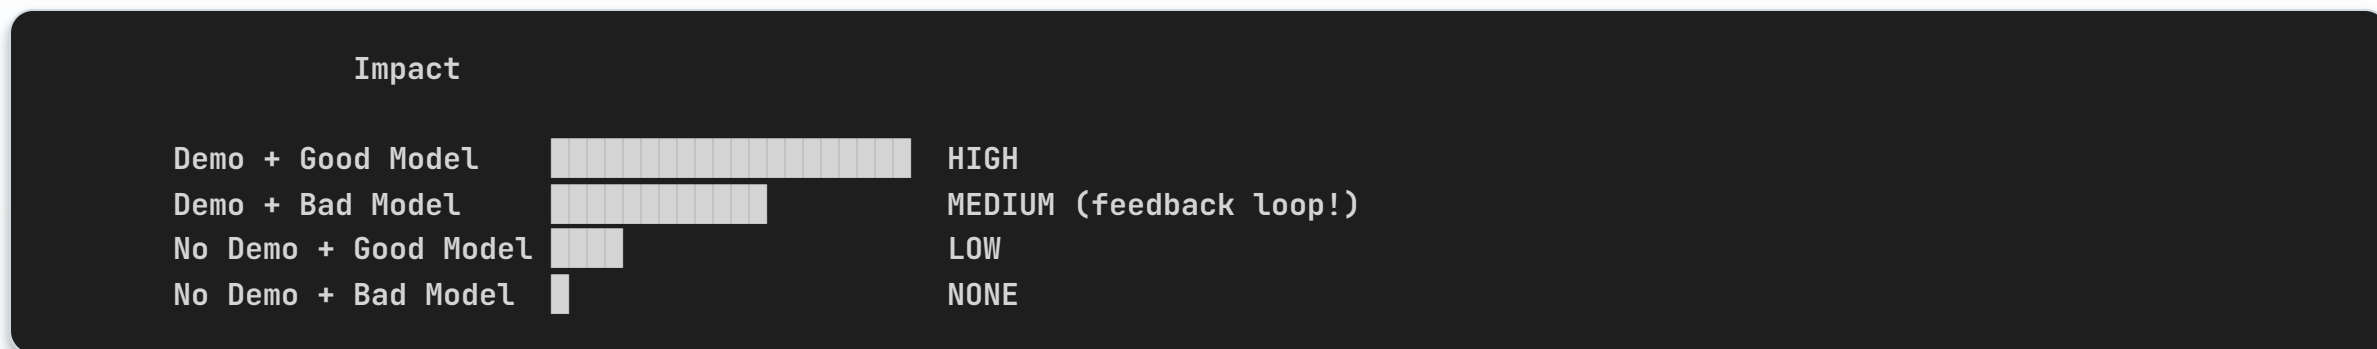 Impact
Demo + Good Model ████████████████████ HIGH
Demo + Bad Model ████████████ MEDIUM (feedback loop!)
No Demo + Good Model ████ LOW
No Demo + Bad Model █ NONE